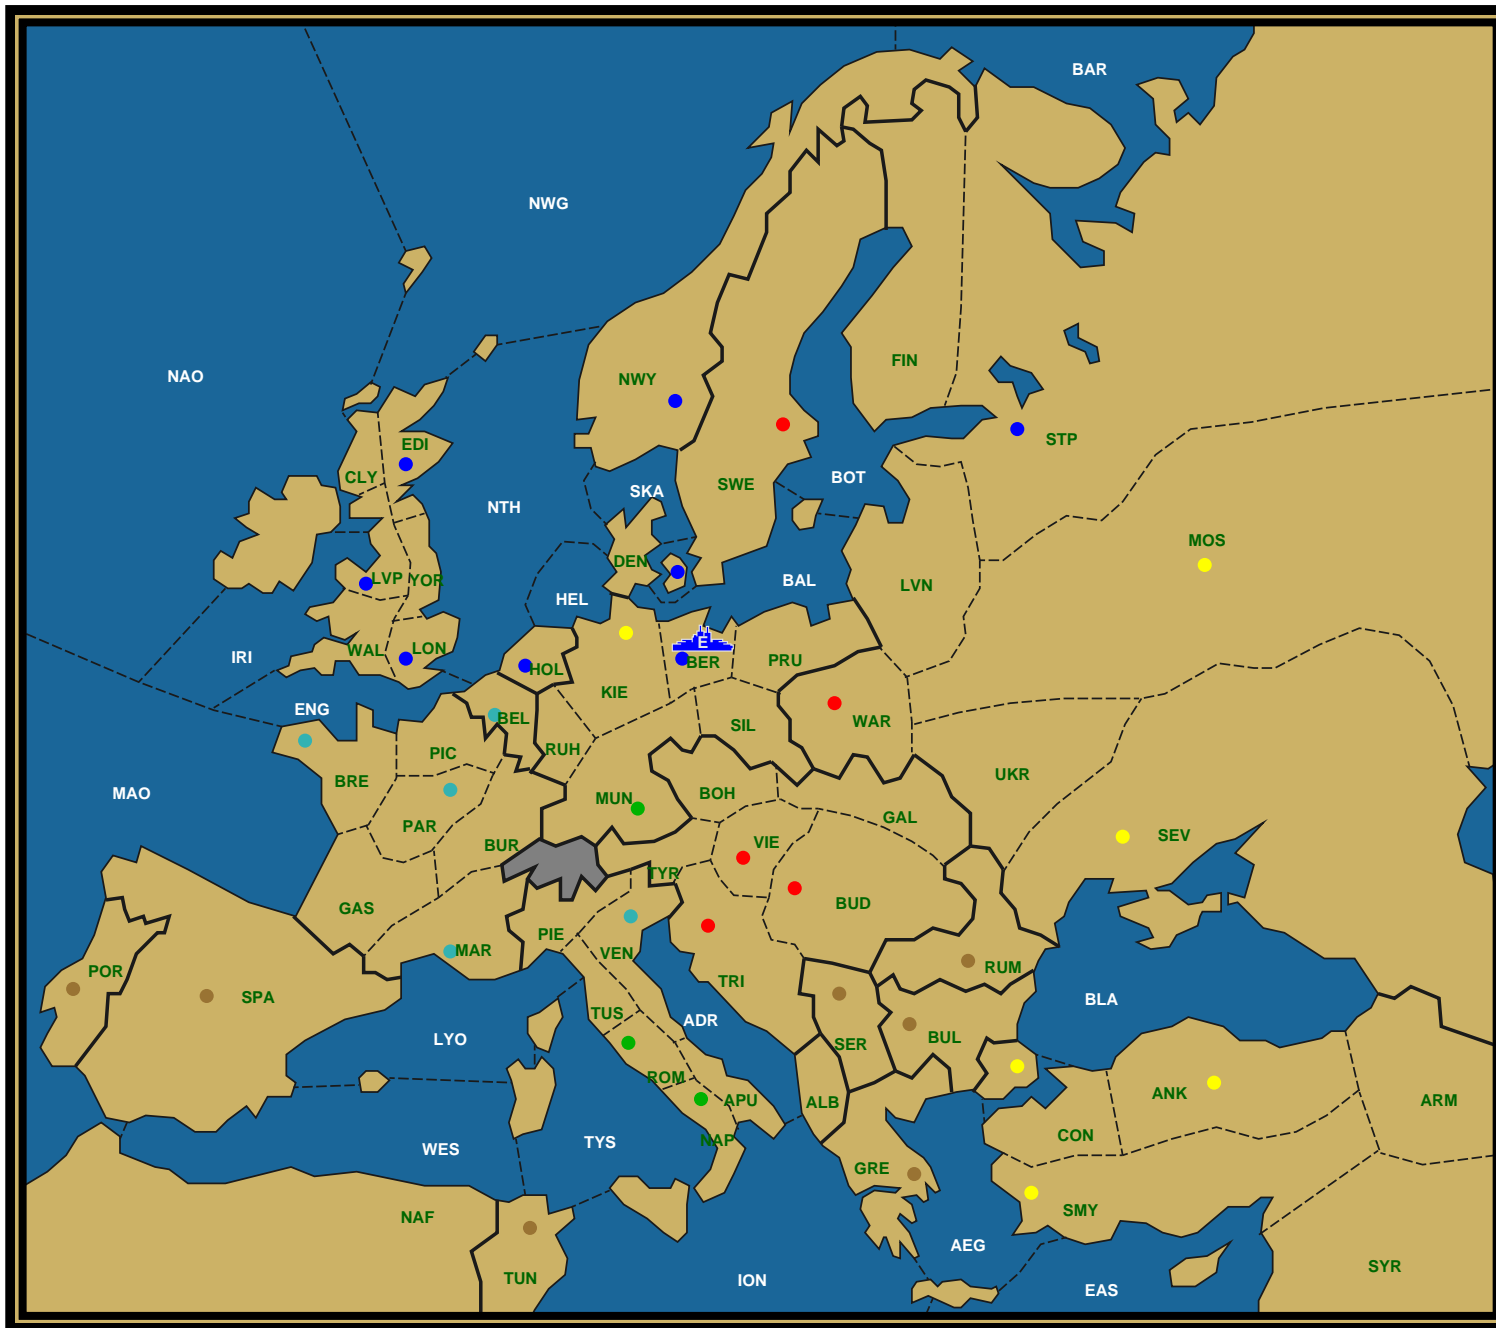 BAR
NWG
NAO
FIN
NWY
STP
EDI
CLY
SKA
BOT
SWE
NTH
MOS
DEN
LVP
YOR
BAL
LVN
HEL
E
IRI
WAL
LON
HOL
BER
PRU
KIE
ENG
BEL
WAR
SIL
PIC
RUH
UKR
BRE
MAO
BOH
MUN
PAR
GAL
SEV
BUR
VIE
TYR
GAS
BUD
PIE
MAR
VEN
POR
SPA
RUM
TRI
BLA
TUS
ADR
LYO
BUL
SER
ROM
ANK
APU
ALB
ARM
CON
NAP
WES
TYS
GRE
NAF
SMY
AEG
SYR
TUN
ION
EAS